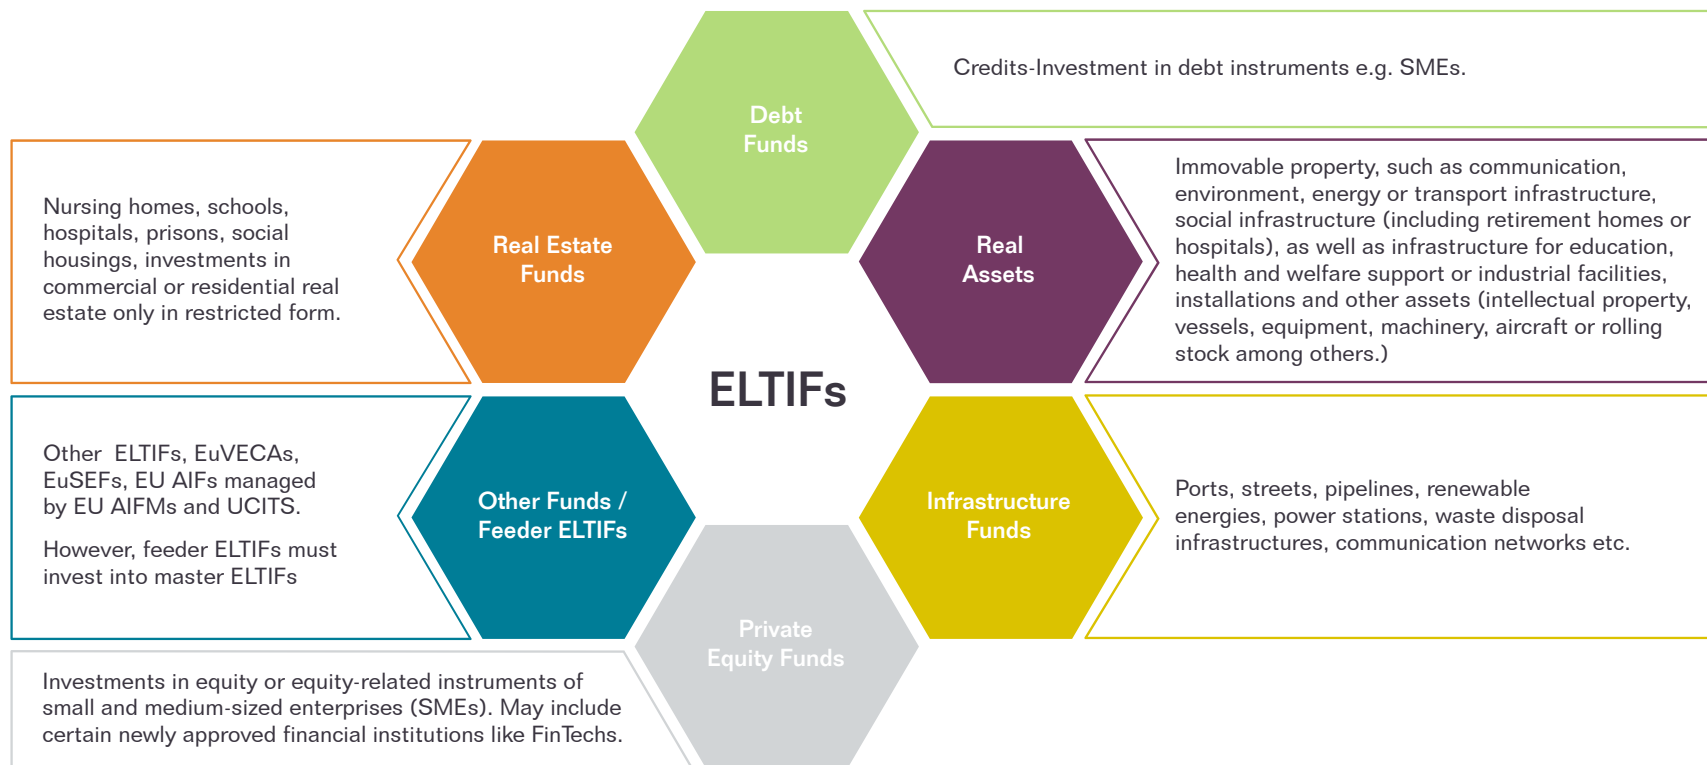 Debt
Funds
Credits-Investment in debt instruments e.g. SMEs.
Nursing homes, schools,
hospitals, prisons, social
housings, investments in
commercial or residential real
estate only in restricted form.
Real Estate
Funds
Real
Assets
Immovable property, such as communication,
environment, energy or transport infrastructure,
social infrastructure (including retirement homes or
hospitals), as well as infrastructure for education,
health and welfare support or industrial facilities,
installations and other assets (intellectual property,
vessels, equipment, machinery, aircraft or rolling
stock among others.)
ELTIFs
Other ELTIFs, EuVECAs,
EuSEFs, EU AIFs managed
by EU AIFMs and UCITS.
However, feeder ELTIFs must
invest into master ELTIFs
Other Funds /
Feeder ELTIFs
Infrastructure
Funds
Ports, streets, pipelines, renewable
energies, power stations, waste disposal
infrastructures, communication networks etc.
Private
Equity Funds
Investments in equity or equity-related instruments of
small and medium-sized enterprises (SMEs). May include
certain newly approved financial institutions like FinTechs.